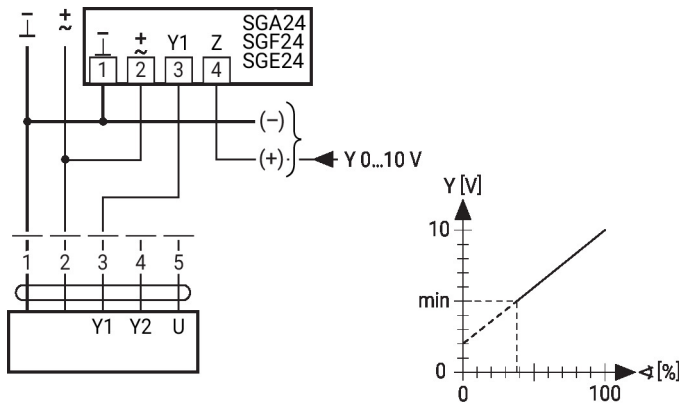 SGA24
SGF24
SGE24
⊥ ~ Y1 Z
1 2 3 4
(–)
(+) Y 0...10 V
1 2 3 4 5
Y1 Y2 U
Y [V]
10
min
0
0 100 ∢ [%]